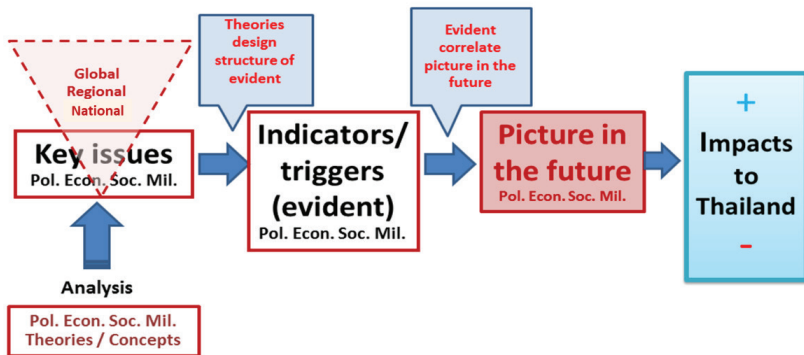 Global
Regional
National
Key issues
Pol. Econ. Soc. Mil.
Analysis
Pol. Econ. Soc. Mil.
Theories / Concepts
Theories
design
structure of
evident
Indicators/
triggers
(evident)
Pol. Econ. Soc. Mil.
Evident
correlate
picture in the
future
Picture in
the future
Pol. Econ. Soc. Mil.
+
Impacts
to
Thailand
-